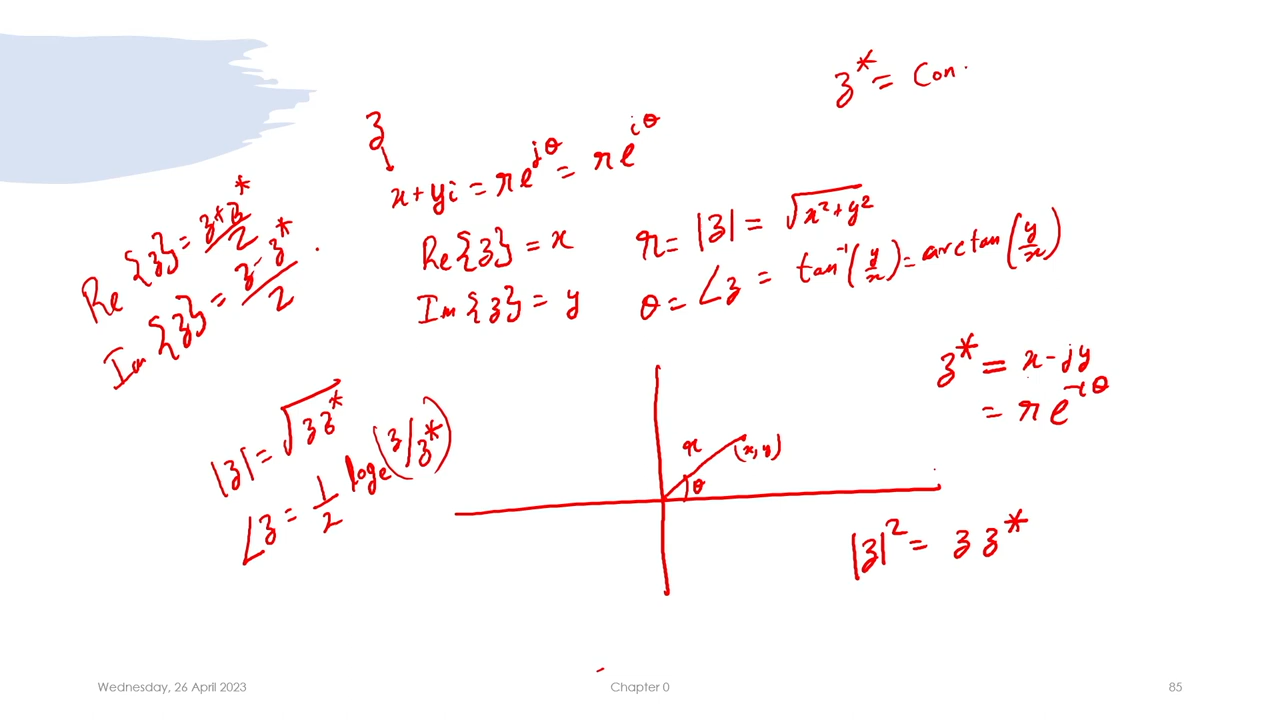 z* = Con.
z
x + yi = re^{jθ} = re^{iθ}
Re {z} = (z + z*)/2
Im {z} = (z - z*)/2 .
Re {z} = x
Im {z} = y
r = |z| = √(x² + y²)
θ = ∠z = tan⁻¹(y/x) = arctan(y/x)
z* = x - jy
= re^{-iθ}
|z| = √(zz*)
∠z = 1/2 loge(z/z*)
r
(x, y)
θ
|z|² = z z*
Wednesday, 26 April 2023
Chapter 0
85